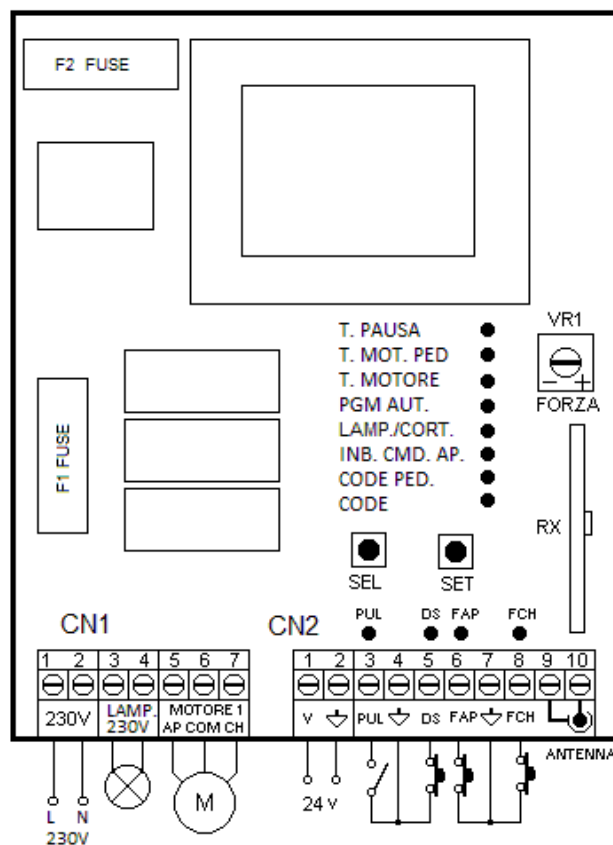 F2 FUSE
T. PAUSA
T. MOT. PED
T. MOTORE
PGM AUT.
LAMP./CORT.
INB. CMD. AP.
CODE PED.
CODE
VR1
- +
FORZA
F1 FUSE
RX
SEL
SET
CN1
CN2
PUL DS FAP FCH
1 2 3 4 5 6 7
1 2 3 4 5 6 7 8 9 10
230V
LAMP.
230V
MOTORE 1
AP COM CH
V PUL DS FAP FCH
ANTENNA
L N
230V
M
24 V